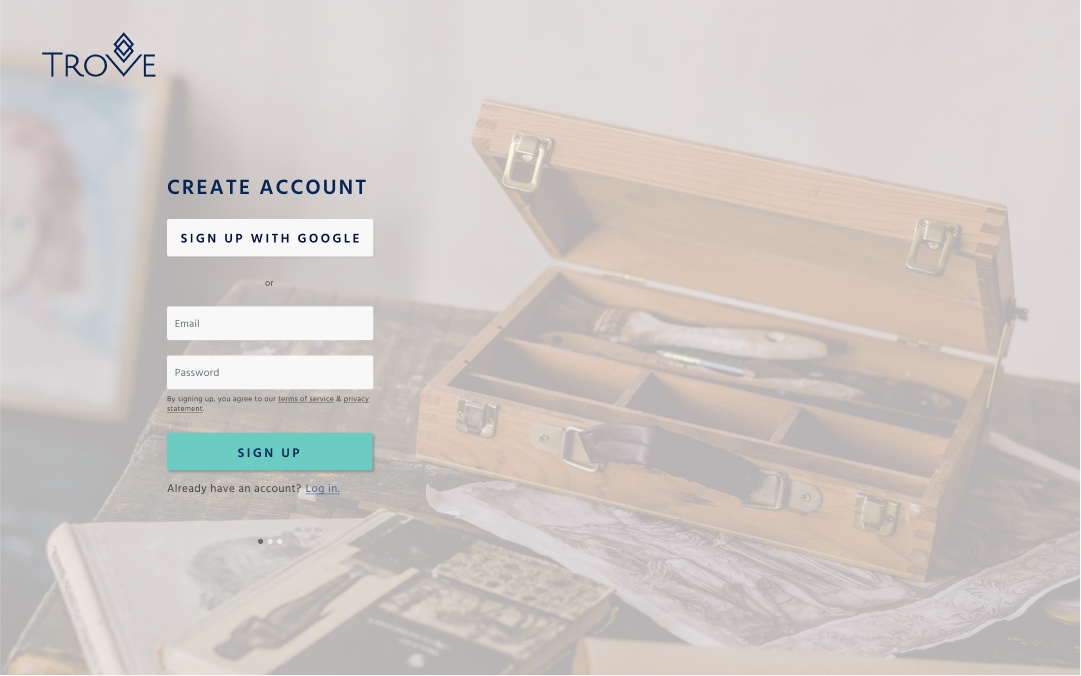 TROVE
CREATE ACCOUNT
SIGN UP WITH GOOGLE
or
Email
Password
By signing up, you agree to our terms of service & privacy
statement.
SIGN UP
Already have an account? Log in.